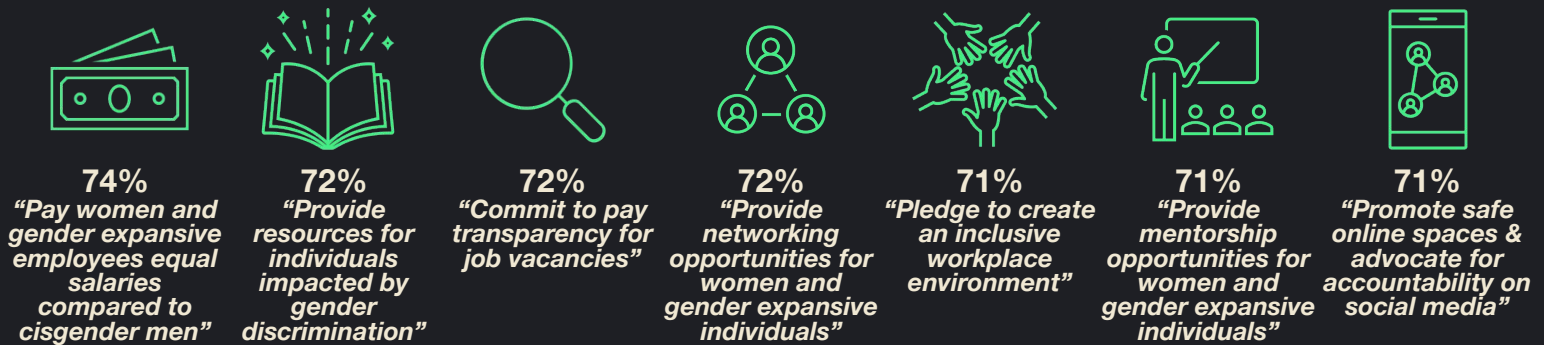 74%
“Pay women and
gender expansive
employees equal
salaries
compared to
cisgender men”
72%
“Provide
resources for
individuals
impacted by
gender
discrimination”
72%
“Commit to pay
transparency for
job vacancies”
72%
“Provide
networking
opportunities for
women and
gender expansive
individuals”
71%
“Pledge to create
an inclusive
workplace
environment”
71%
“Provide
mentorship
opportunities for
women and
gender expansive
individuals”
71%
“Promote safe
online spaces &
advocate for
accountability on
social media”